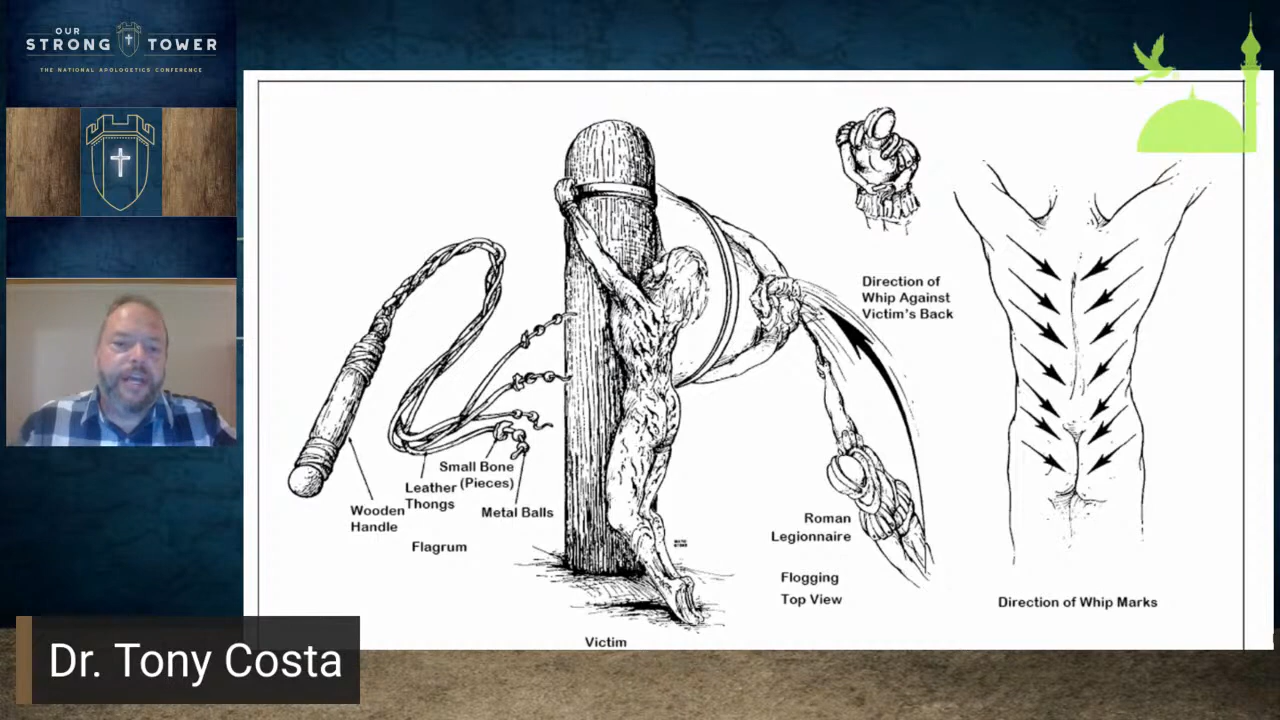 OUR
STRONG TOWER
THE NATIONAL APOLOGETICS CONFERENCE
Direction of
Whip Against
Victim's Back
Small Bone
(Pieces)
Leather
Thongs
Metal Balls
Wooden
Handle
Flagrum
Roman
Legionnaire
Flogging
Top View
Direction of Whip Marks
Victim
Dr. Tony Costa